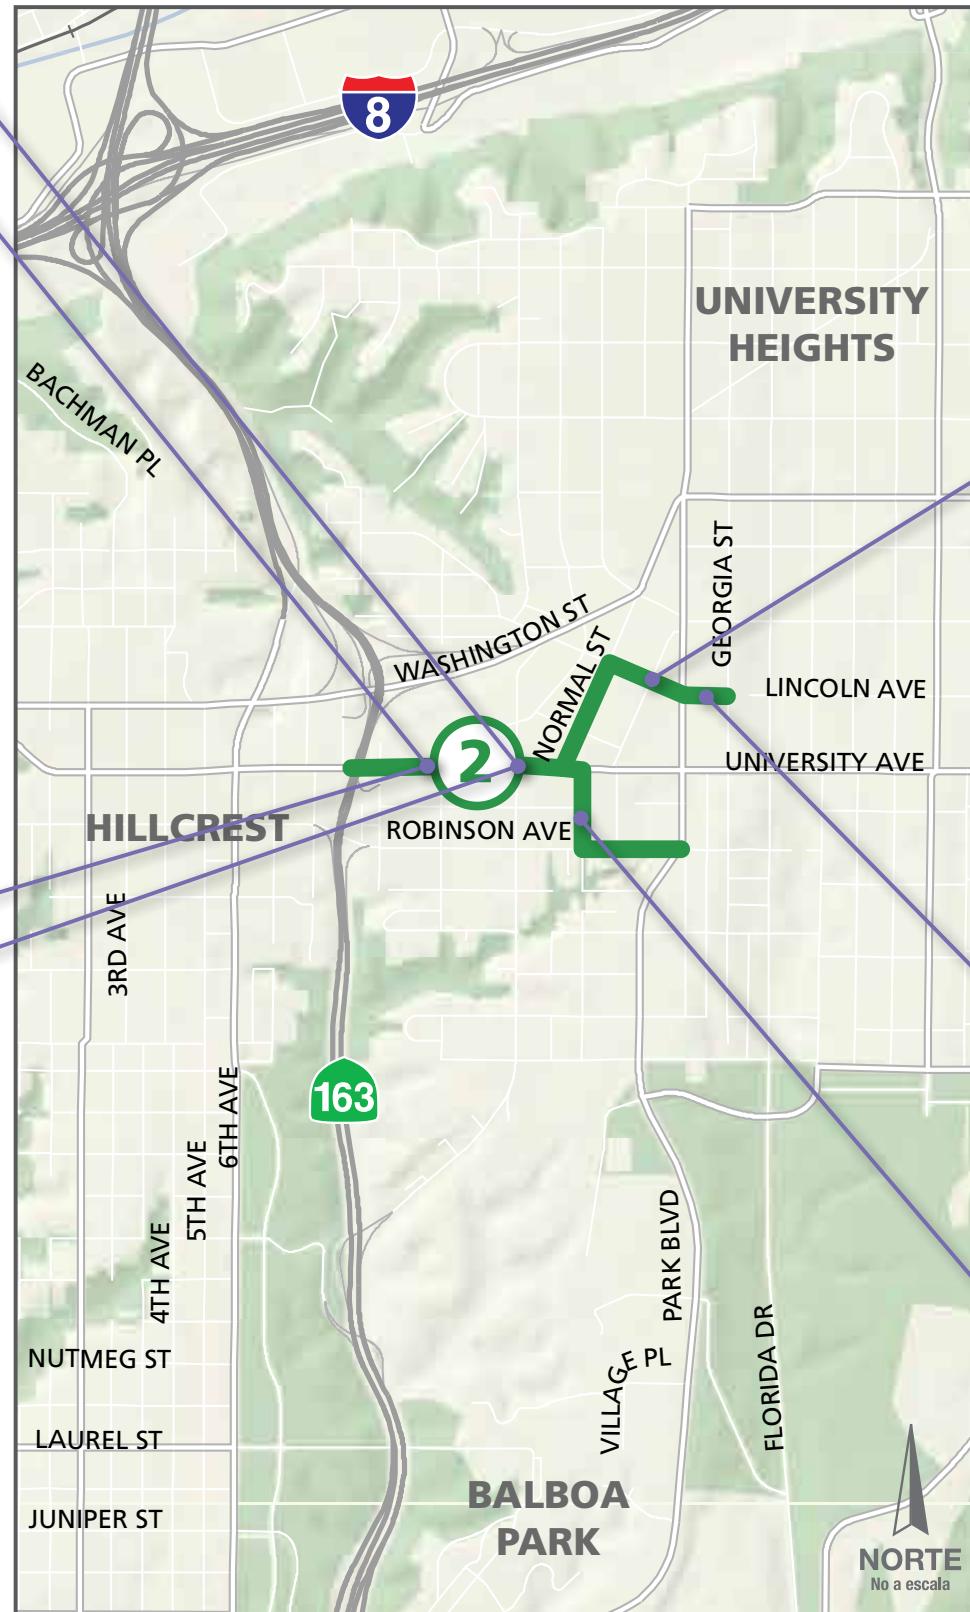 8
UNIVERSITY
HEIGHTS
BACHMAN PL
GEORGIA ST
WASHINGTON ST
NORMAL ST
LINCOLN AVE
2
UNIVERSITY AVE
HILLCREST
ROBINSON AVE
3RD AVE
163
6TH AVE
5TH AVE
4TH AVE
PARK BLVD
FLORIDA DR
NUTMEG ST
VILLAGE PL
LAUREL ST
BALBOA
PARK
JUNIPER ST
NORTE
No a escala